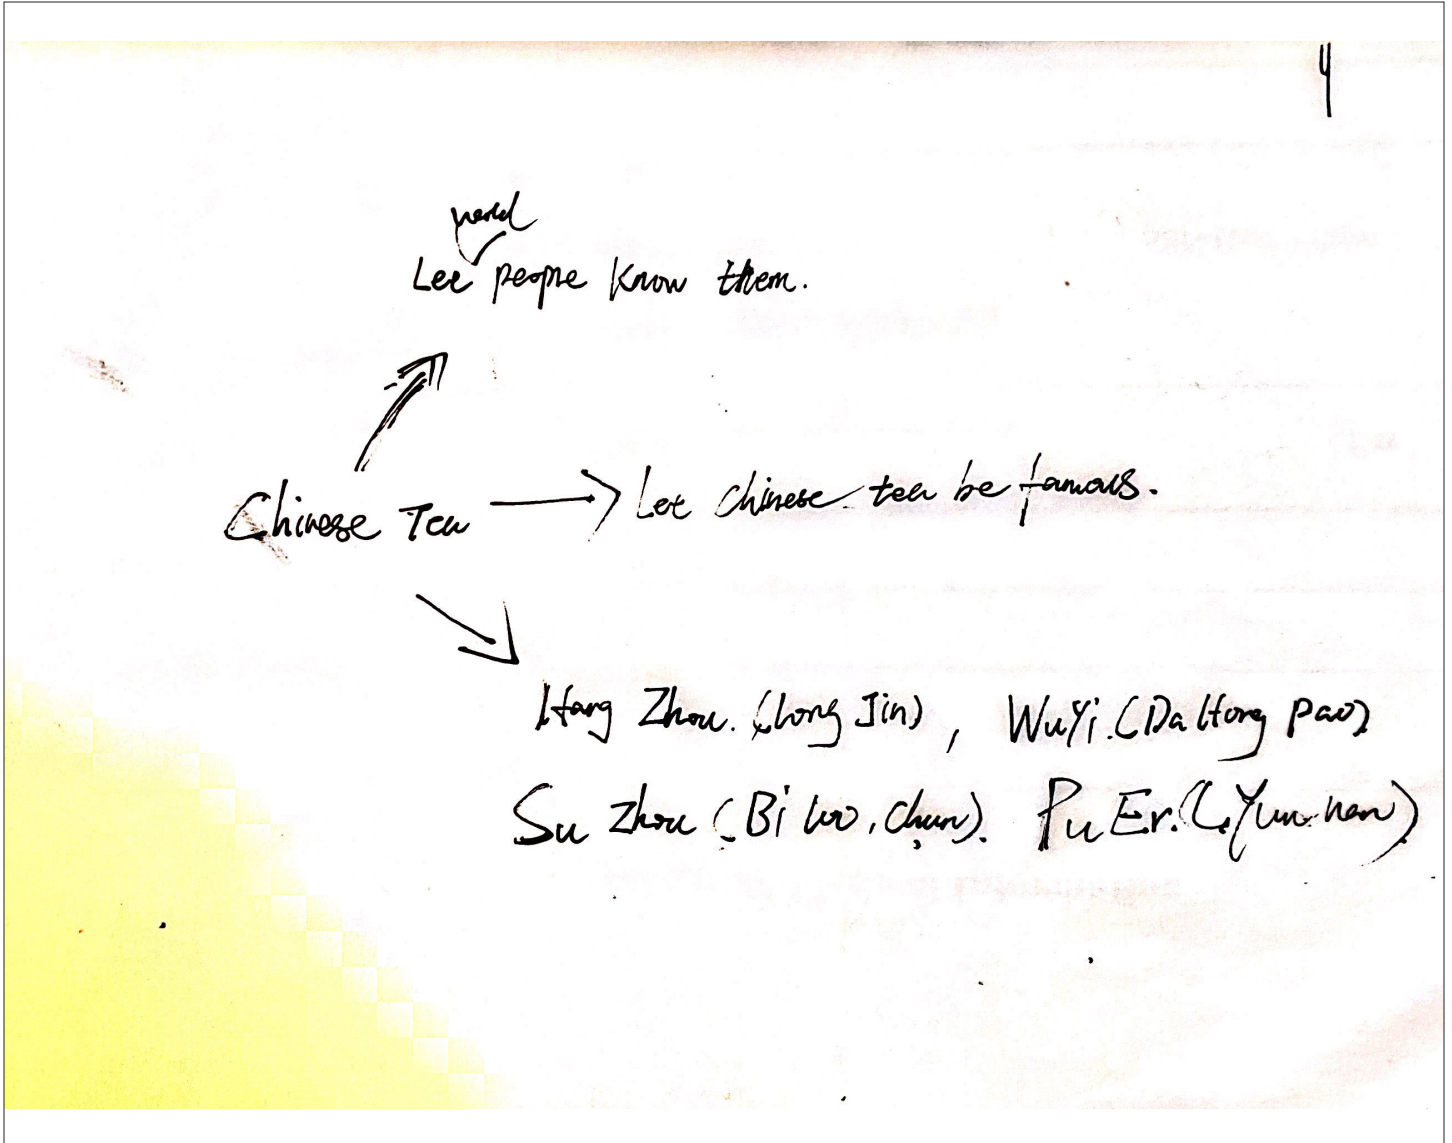 4
world
Let people know them.
Chinese Tea
Let chinese tea be famous.
Hang Zhou. (Long Jin), WuYi. (Da Hong Pao)
Su Zhou (Bi luo, chun). Pu Er. (Yun nan)